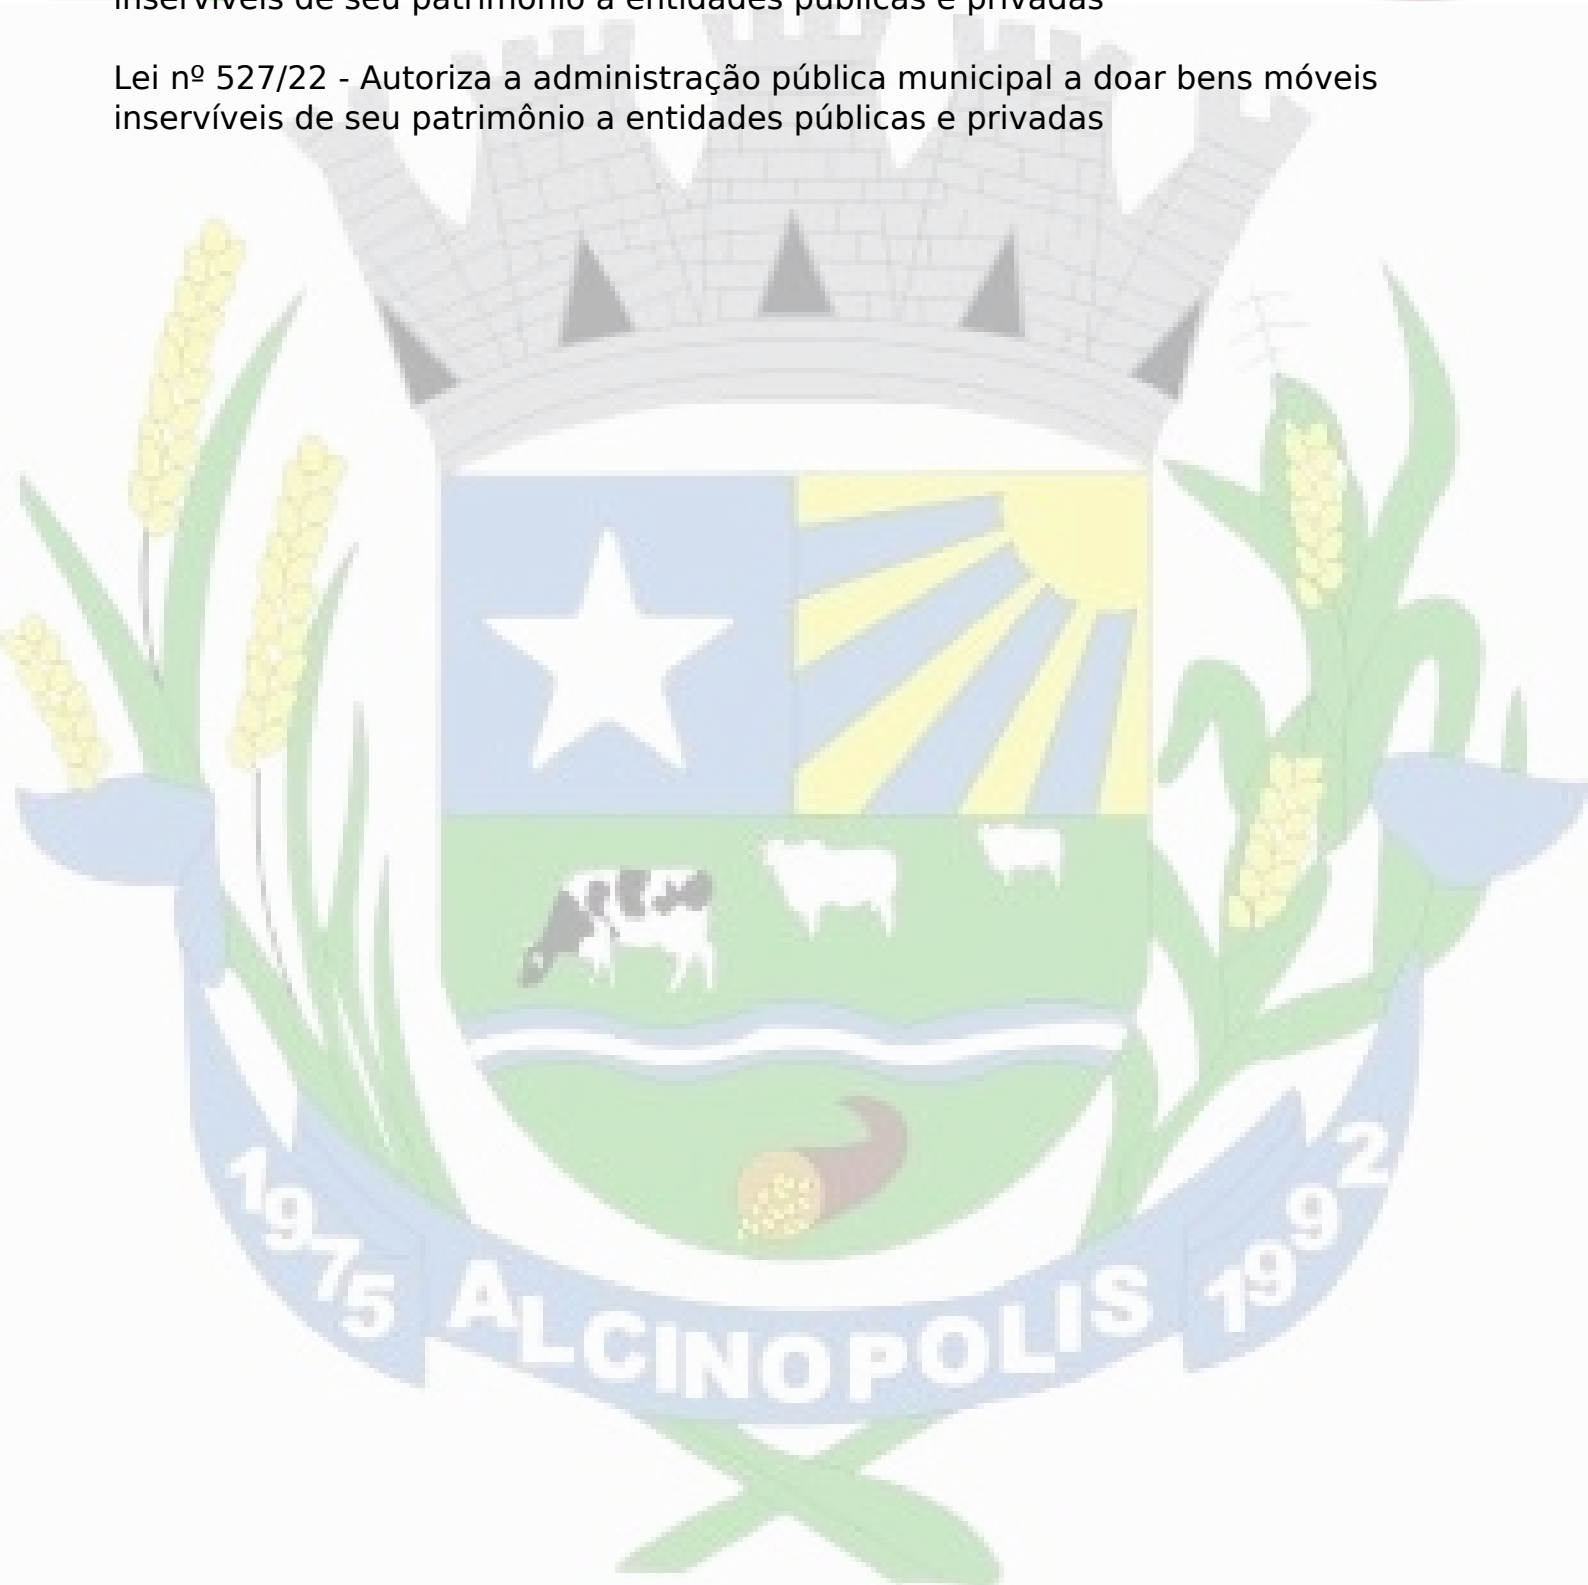 inservíveis de seu patrimônio a entidades públicas e privadas
Lei nº 527/22 - Autoriza a administração pública municipal a doar bens móveis
inservíveis de seu patrimônio a entidades públicas e privadas
1975
ALCINOPOLIS
1992